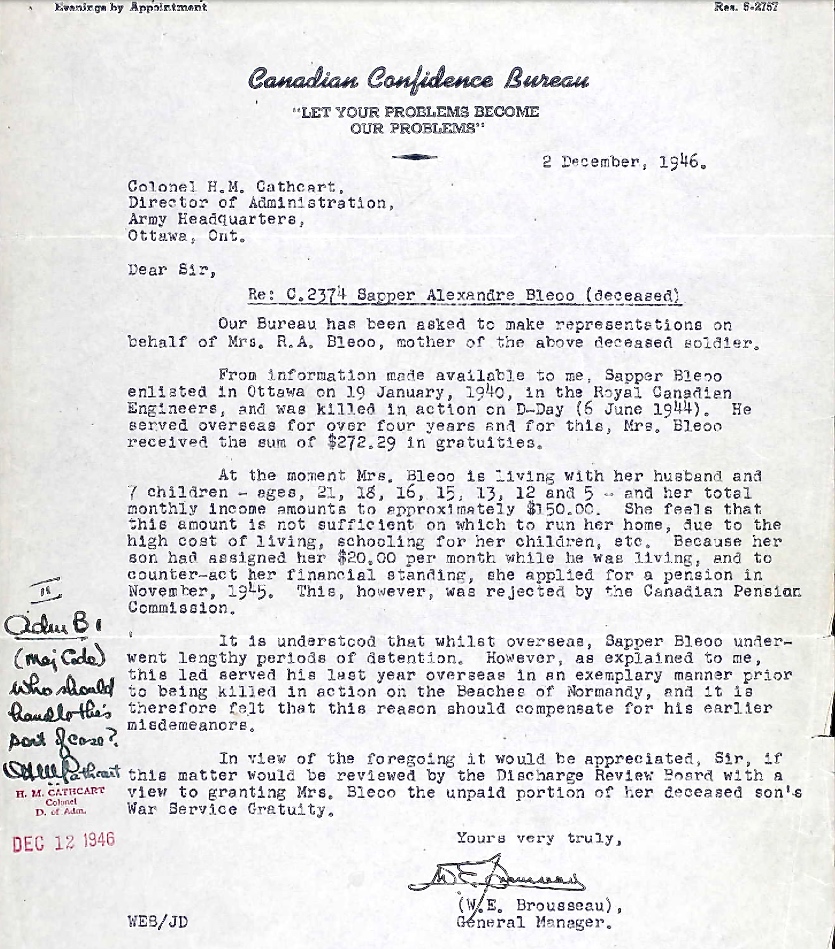 Evenings by Appointment
Res. 5-2757
Canadian Confidence Bureau
"LET YOUR PROBLEMS BECOME
OUR PROBLEMS"
2 December, 1946.
Colonel H.M. Cathcart,
Director of Administration,
Army Headquarters,
Ottawa, Ont.
Dear Sir,
Re: C.2374 Sapper Alexandre Bleoo (deceased)
Our Bureau has been asked to make representations on
behalf of Mrs. R.A. Bleoo, mother of the above deceased soldier.
From information made available to me, Sapper Bleoo
enlisted in Ottawa on 19 January, 1940, in the Royal Canadian
Engineers, and was killed in action on D-Day (6 June 1944). He
served overseas for over four years and for this, Mrs. Bleoo
received the sum of $272.29 in gratuities.
At the moment Mrs. Bleoo is living with her husband and
7 children - ages, 21, 18, 16, 15, 13, 12 and 5 - and her total
monthly income amounts to approximately $150.00. She feels that
this amount is not sufficient on which to run her home, due to the
high cost of living, schooling for her children, etc. Because her
son had assigned her $20.00 per month while he was living, and to
counter-act her financial standing, she applied for a pension in
November, 1945. This, however, was rejected by the Canadian Pension
Commission.
It is understood that whilst overseas, Sapper Bleoo under-
went lengthy periods of detention. However, as explained to me,
this lad served his last year overseas in an exemplary manner prior
to being killed in action on the Beaches of Normandy, and it is
therefore felt that this reason should compensate for his earlier
misdemeanors.
In view of the foregoing it would be appreciated, Sir, if
this matter would be reviewed by the Discharge Review Board with a
view to granting Mrs. Bleoo the unpaid portion of her deceased son's
War Service Gratuity.
Yours very truly,
W E Brousseau
(W.E. Brousseau),
General Manager.
WEB/JD
Adm B 1
(Maj Code)
Who should
handle this
sort of case?
HM Cathcart
H. M. CATHCART
Colonel
D. of Adm.
DEC 12 1946